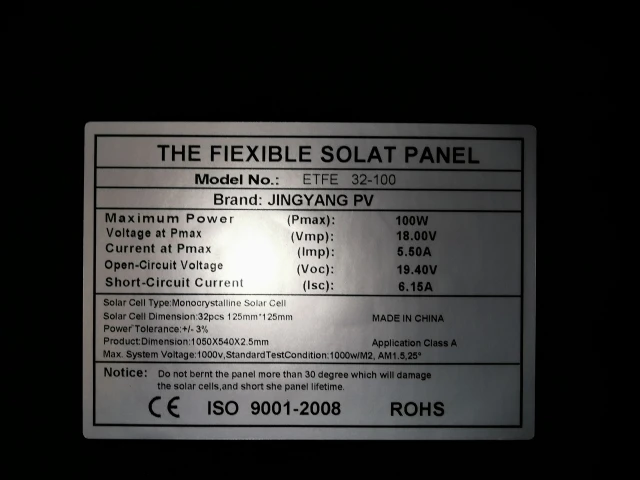 THE FIEXIBLE SOLAT PANEL
Model No.: ETFE 32-100
Brand: JINGYANG PV
Maximum Power (Pmax): 100W
Voltage at Pmax (Vmp): 18.00V
Current at Pmax (Imp): 5.50A
Open-Circuit Voltage (Voc): 19.40V
Short-Circuit Current (Isc): 6.15A
Solar Cell Type:Monocrystalline Solar Cell
Solar Cell Dimension:32pcs 125mm*125mm MADE IN CHINA
Power Tolerance:+/- 3%
Product Dimension:1050X540X2.5mm Application Class A
Max. System Voltage:1000v,StandardTestCondition:1000w/M2, AM1.5,25°
Notice: Do not bernt the panel more than 30 degree which will damage
the solar cells,and short she panel lifetime.
CE ISO 9001-2008 ROHS